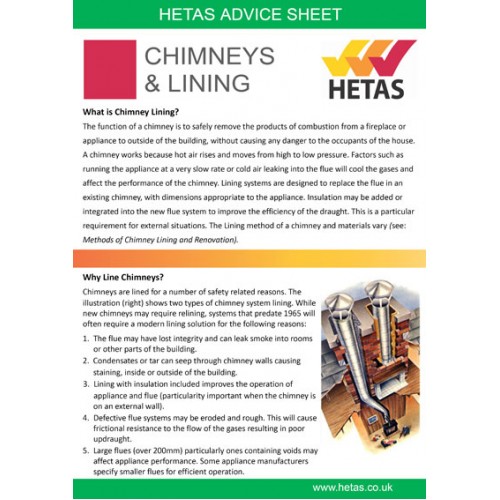 HETAS ADVICE SHEET
CHIMNEYS
& LINING
HETAS
What is Chimney Lining?
The function of a chimney is to safely remove the products of combustion from a fireplace or
appliance to outside of the building, without causing any danger to the occupants of the house.
A chimney works because hot air rises and moves from high to low pressure. Factors such as
running the appliance at a very slow rate or cold air leaking into the flue will cool the gases and
affect the performance of the chimney. Lining systems are designed to replace the flue in an
existing chimney, with dimensions appropriate to the appliance. Insulation may be added or
integrated into the new flue system to improve the efficiency of the draught. This is a particular
requirement for external situations. The Lining method of a chimney and materials vary (see:
Methods of Chimney Lining and Renovation).
Why Line Chimneys?
Chimneys are lined for a number of safety related reasons. The
illustration (right) shows two types of chimney system lining. While
new chimneys may require relining, systems that predate 1965 will
often require a modern lining solution for the following reasons:
1. The flue may have lost integrity and can leak smoke into rooms
or other parts of the building.
2. Condensates or tar can seep through chimney walls causing
staining, inside or outside of the building.
3. Lining with insulation included improves the operation of
appliance and flue (particularity important when the chimney is
on an external wall).
4. Defective flue systems may be eroded and rough. This will cause
frictional resistance to the flow of the gases resulting in poor
updraught.
5. Large flues (over 200mm) particularly ones containing voids may
affect appliance performance. Some appliance manufacturers
specify smaller flues for efficient operation.
www.hetas.co.uk